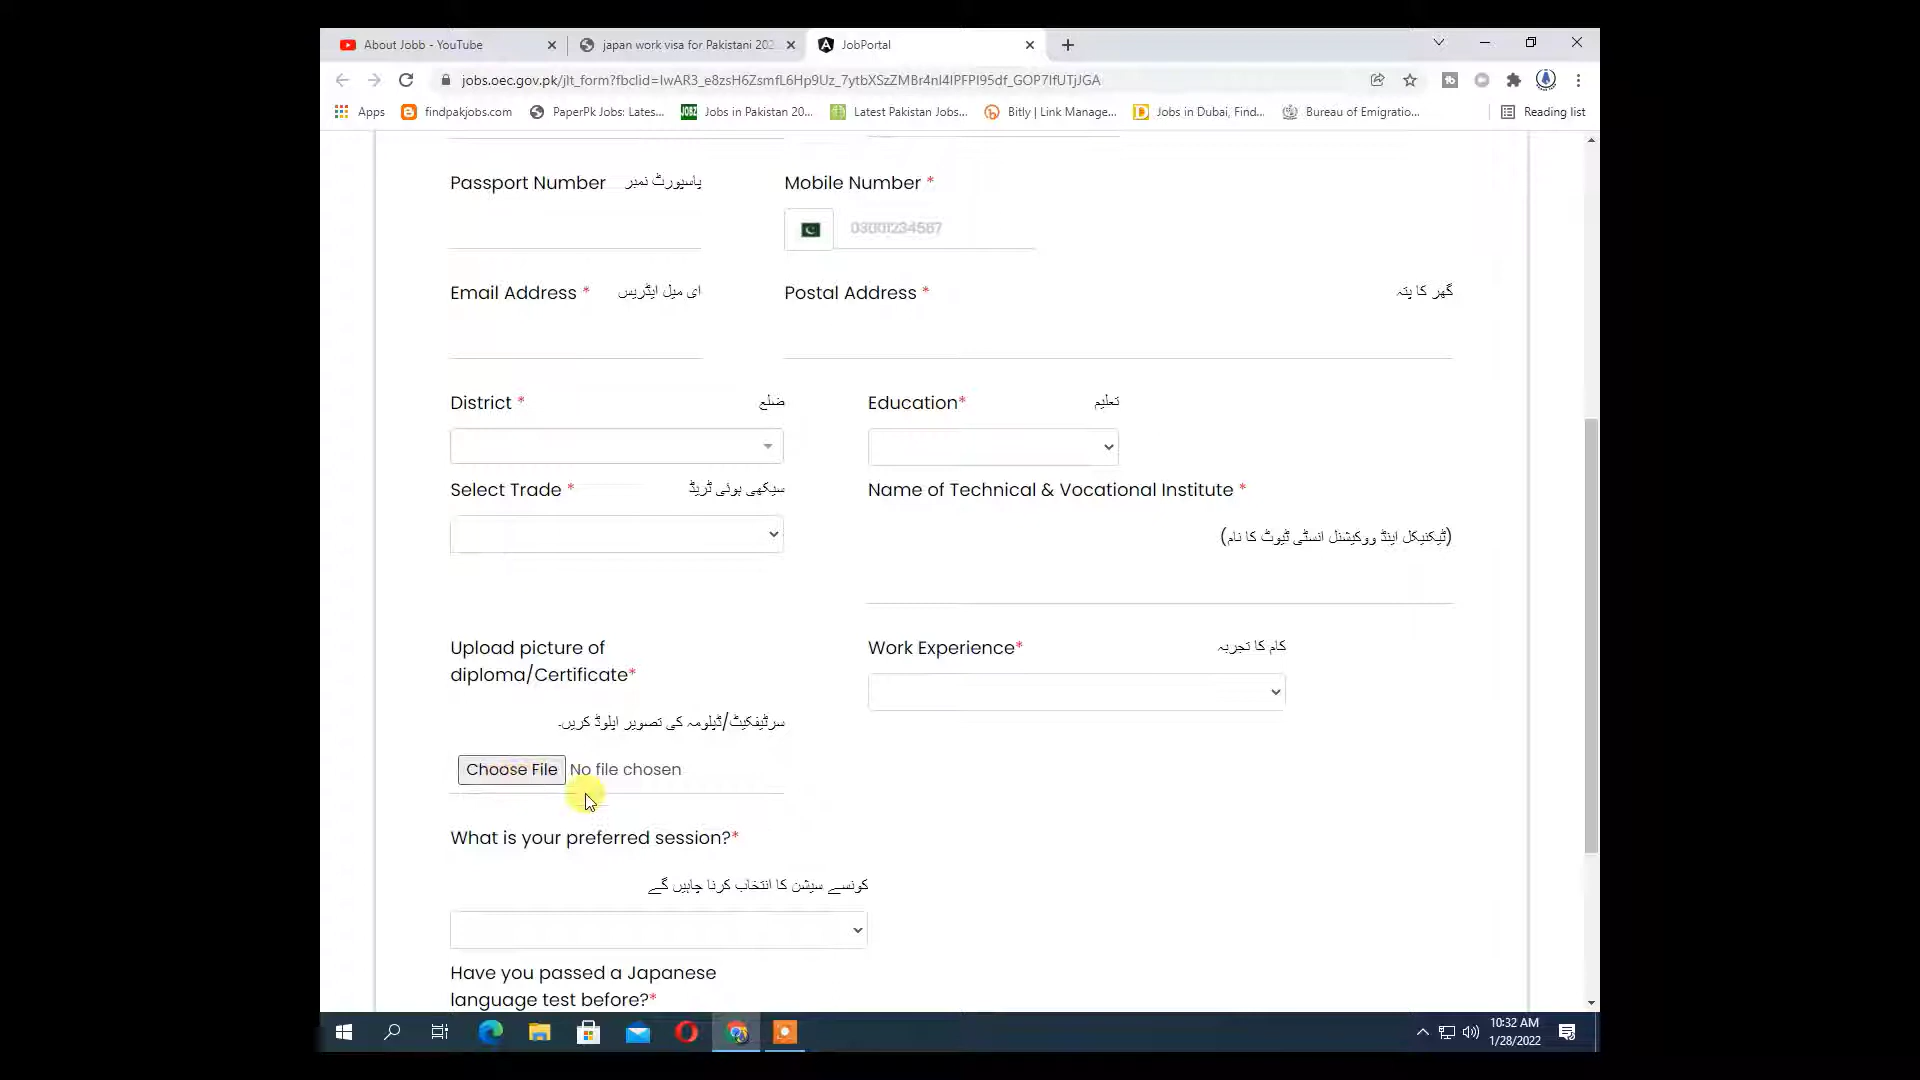 About Jobb - YouTube
japan work visa for Pakistani 202
JobPortal
jobs.oec.gov.pk/jlt_form?fbclid=IwAR3_e8zsH6ZsmfL6Hp9Uz_7ytbXSzZMBr4nl4IPFPI95df_GOP7IfUTjJGA
Apps
findpakjobs.com
PaperPk Jobs: Lates...
Jobs in Pakistan 20...
Latest Pakistan Jobs...
Bitly | Link Manage...
Jobs in Dubai, Find...
Bureau of Emigratio...
Reading list
Passport Number پاسپورٹ نمبر
Mobile Number *
03001234567
Email Address * ای میل ایڈریس
Postal Address * گھر کا پتہ
District * ضلع
Education* تعلیم
Select Trade * سیکھی ہوئی ٹریڈ
Name of Technical & Vocational Institute *
(ٹیکنیکل اینڈ ووکیشنل انسٹی ٹیوٹ کا نام)
Upload picture of
diploma/Certificate*
سرٹیفکیٹ/ڈپلومہ کی تصویر اپلوڈ کریں۔
Choose File No file chosen
Work Experience* کام کا تجربہ
What is your preferred session?*
کونسے سیشن کا انتخاب کرنا چاہیں گے
Have you passed a Japanese
language test before?*
10:32 AM
1/28/2022